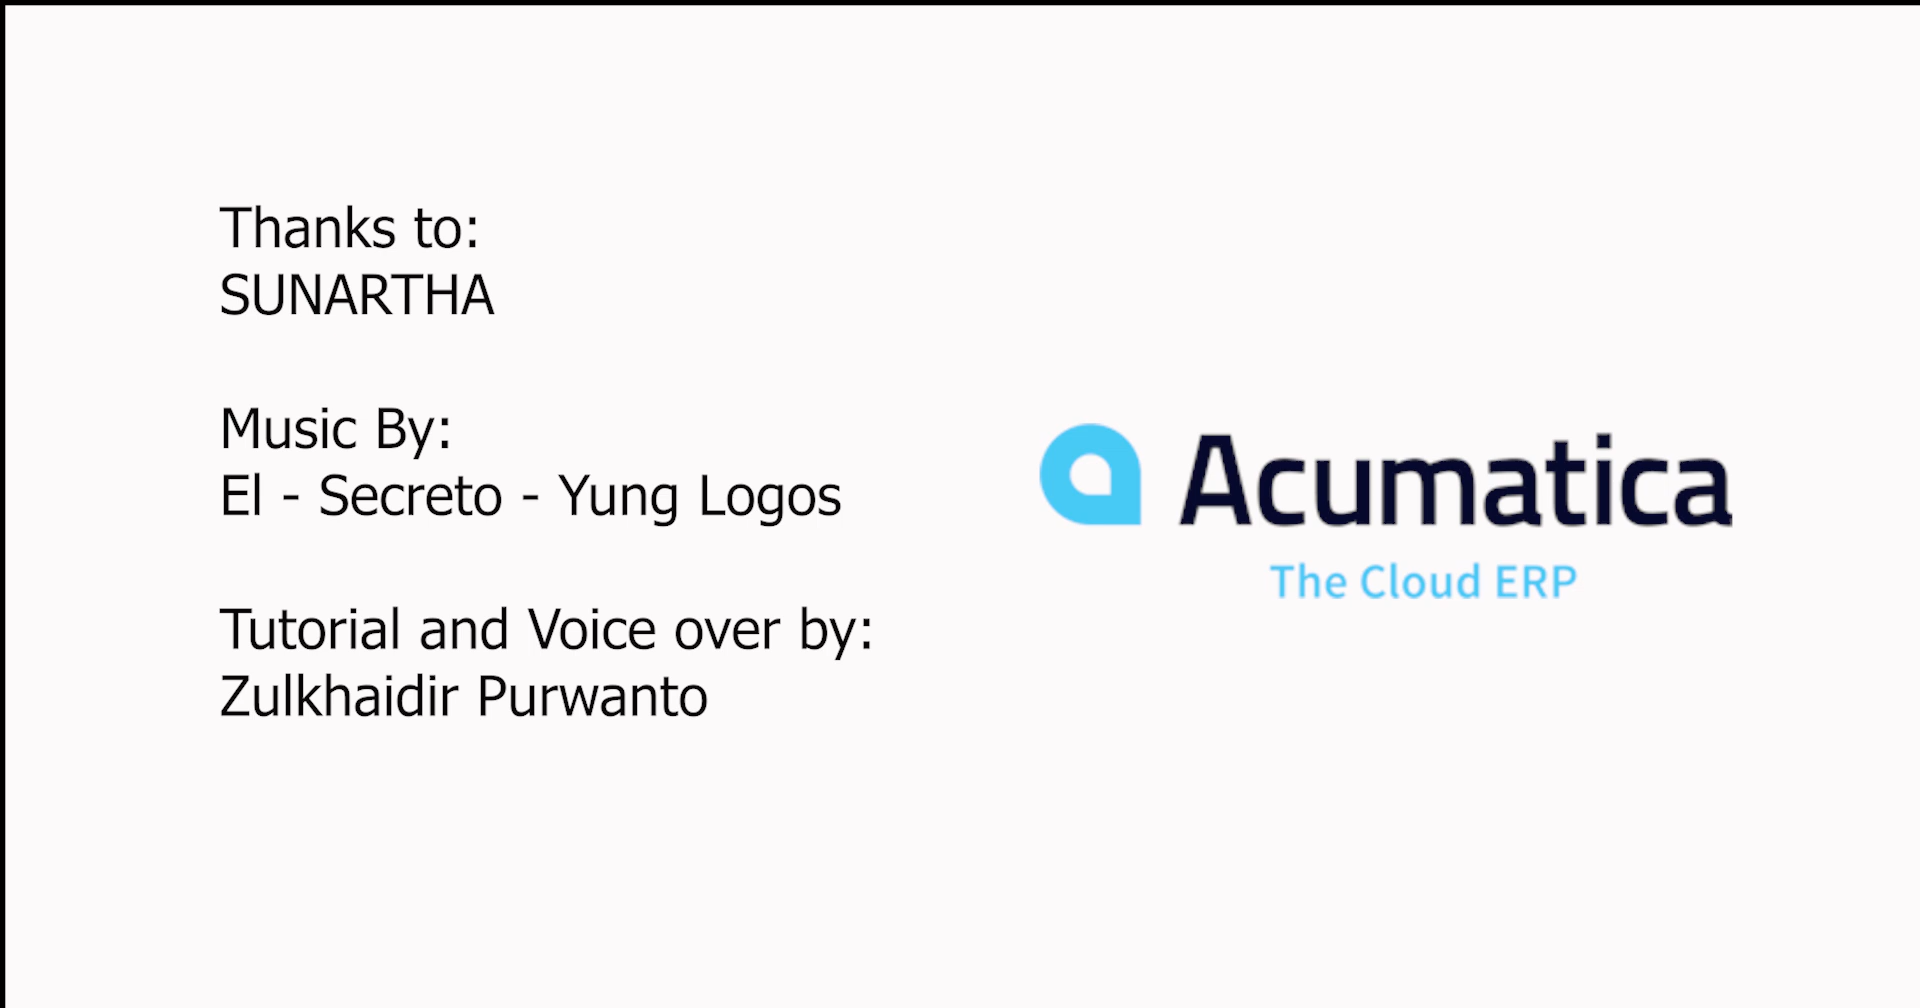 Thanks to:
SUNARTHA
Music By:
El - Secreto - Yung Logos
Tutorial and Voice over by:
Zulkhaidir Purwanto
Acumatica
The Cloud ERP